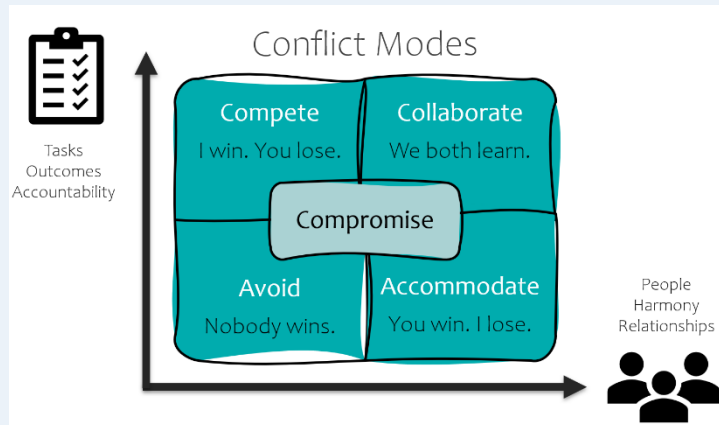 Conflict Modes
Tasks
Outcomes
Accountability
Compete
I win. You lose.
Collaborate
We both learn.
Compromise
Avoid
Nobody wins.
Accommodate
You win. I lose.
People
Harmony
Relationships